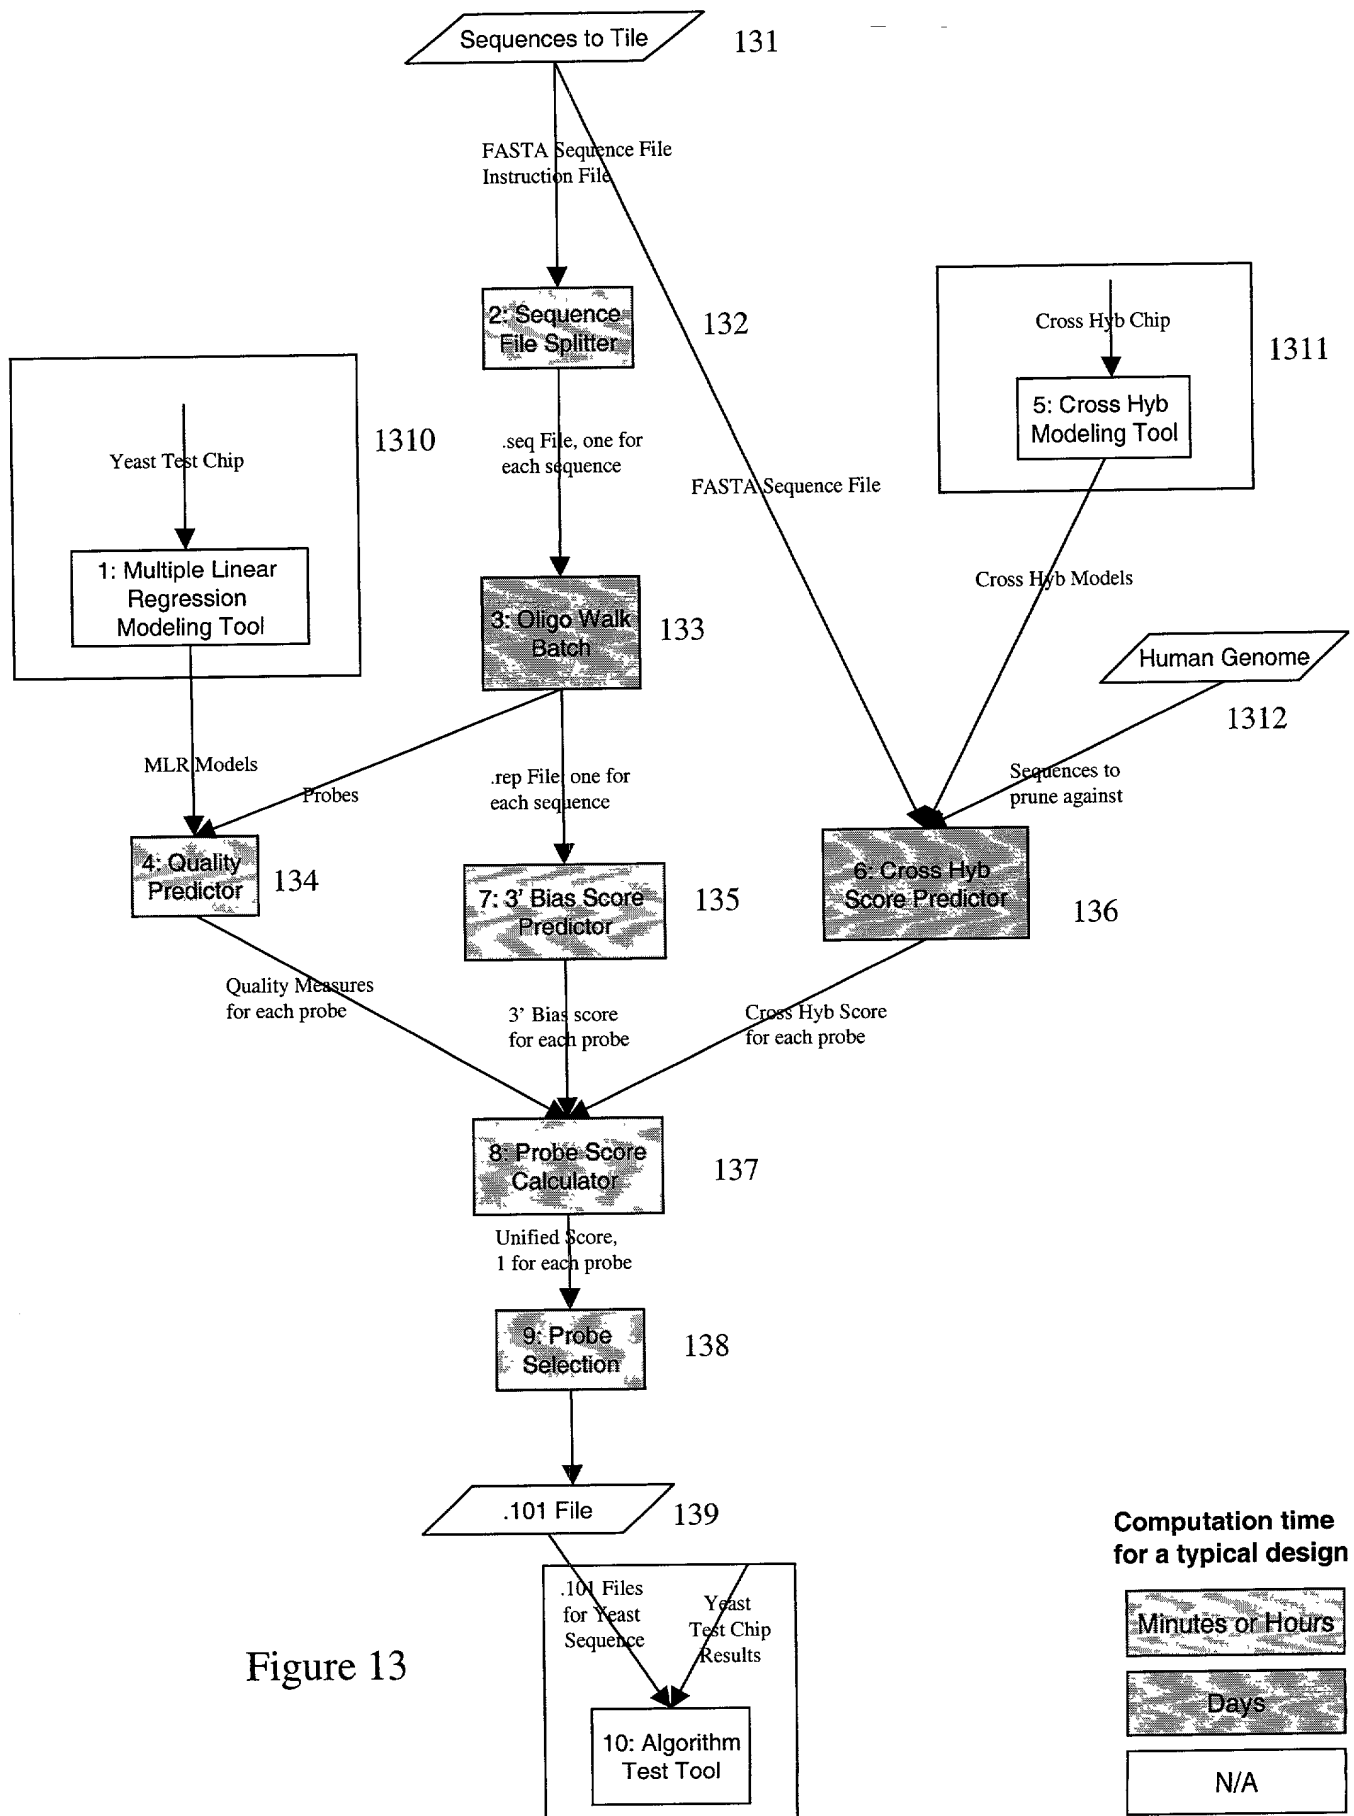 Sequences to Tile
131
FASTA Sequence File
Instruction File
2: Sequence
File Splitter
132
Cross Hyb Chip
1311
5: Cross Hyb
Modeling Tool
1310
Yeast Test Chip
.seq File, one for
each sequence
FASTA Sequence File
1: Multiple Linear
Regression
Modeling Tool
3: Oligo Walk
Batch
133
Cross Hyb Models
Human Genome
1312
MLR Models
Probes
.rep File, one for
each sequence
Sequences to
prune against
4: Quality
Predictor
134
7: 3' Bias Score
Predictor
135
6: Cross Hyb
Score Predictor
136
Quality Measures
for each probe
3' Bias score
for each probe
Cross Hyb Score
for each probe
8: Probe Score
Calculator
137
Unified Score,
1 for each probe
9: Probe
Selection
138
.101 File
139
.101 Files
for Yeast
Sequence
Yeast
Test Chip
Results
10: Algorithm
Test Tool
Figure 13
Computation time
for a typical design
Minutes or Hours
Days
N/A